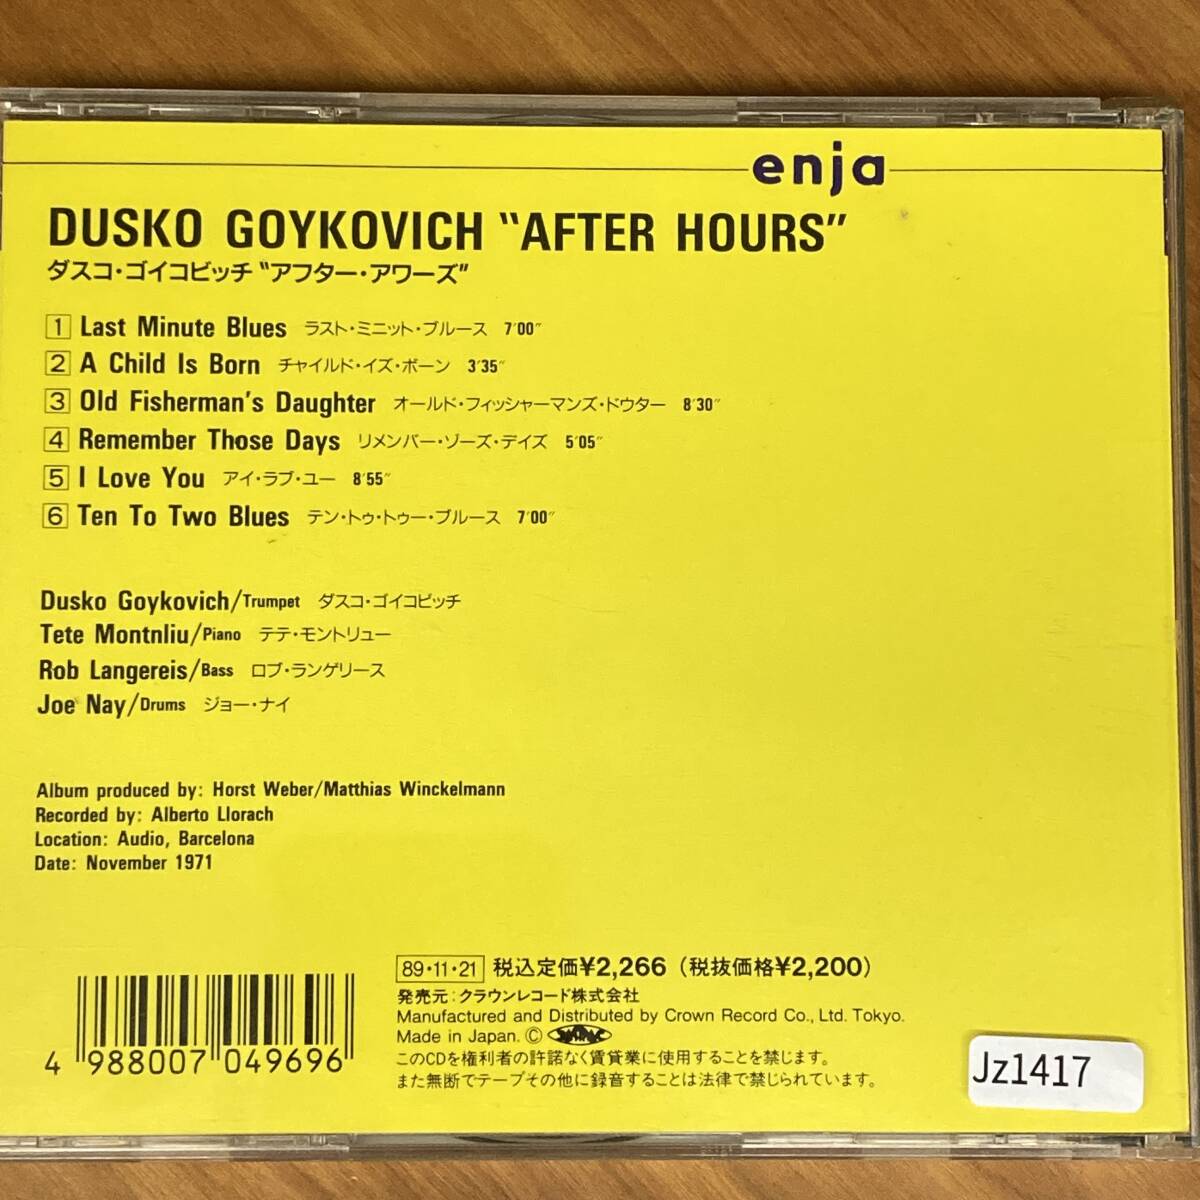 enja
DUSKO GOYKOVICH "AFTER HOURS"
ダスコ・ゴイコビッチ "アフター・アワーズ"
1 Last Minute Blues ラスト・ミニット・ブルース 7'00"
2 A Child Is Born チャイルド・イズ・ボーン 3'35"
3 Old Fisherman's Daughter オールド・フィッシャーマンズ・ドウター 8'30"
4 Remember Those Days リメンバー・ゾーズ・デイズ 5'05"
5 I Love You アイ・ラブ・ユー 8'55"
6 Ten To Two Blues テン・トゥ・トゥー・ブルース 7'00"
Dusko Goykovich/Trumpet ダスコ・ゴイコビッチ
Tete Montnliu/Piano テテ・モントリュー
Rob Langereis/Bass ロブ・ランゲリース
Joe Nay/Drums ジョー・ナイ
Album produced by: Horst Weber/Matthias Winckelmann
Recorded by: Alberto Llorach
Location: Audio, Barcelona
Date: November 1971
89・11・21 税込定価¥2,266 (税抜価格¥2,200)
発売元:クラウンレコード株式会社
Manufactured and Distributed by Crown Record Co., Ltd. Tokyo.
Made in Japan. ©
このCDを権利者の許諾なく賃貸業に使用することを禁じます。
また無断でテープその他に録音することは法律で禁じられています。
4 988007 049696
Jz1417